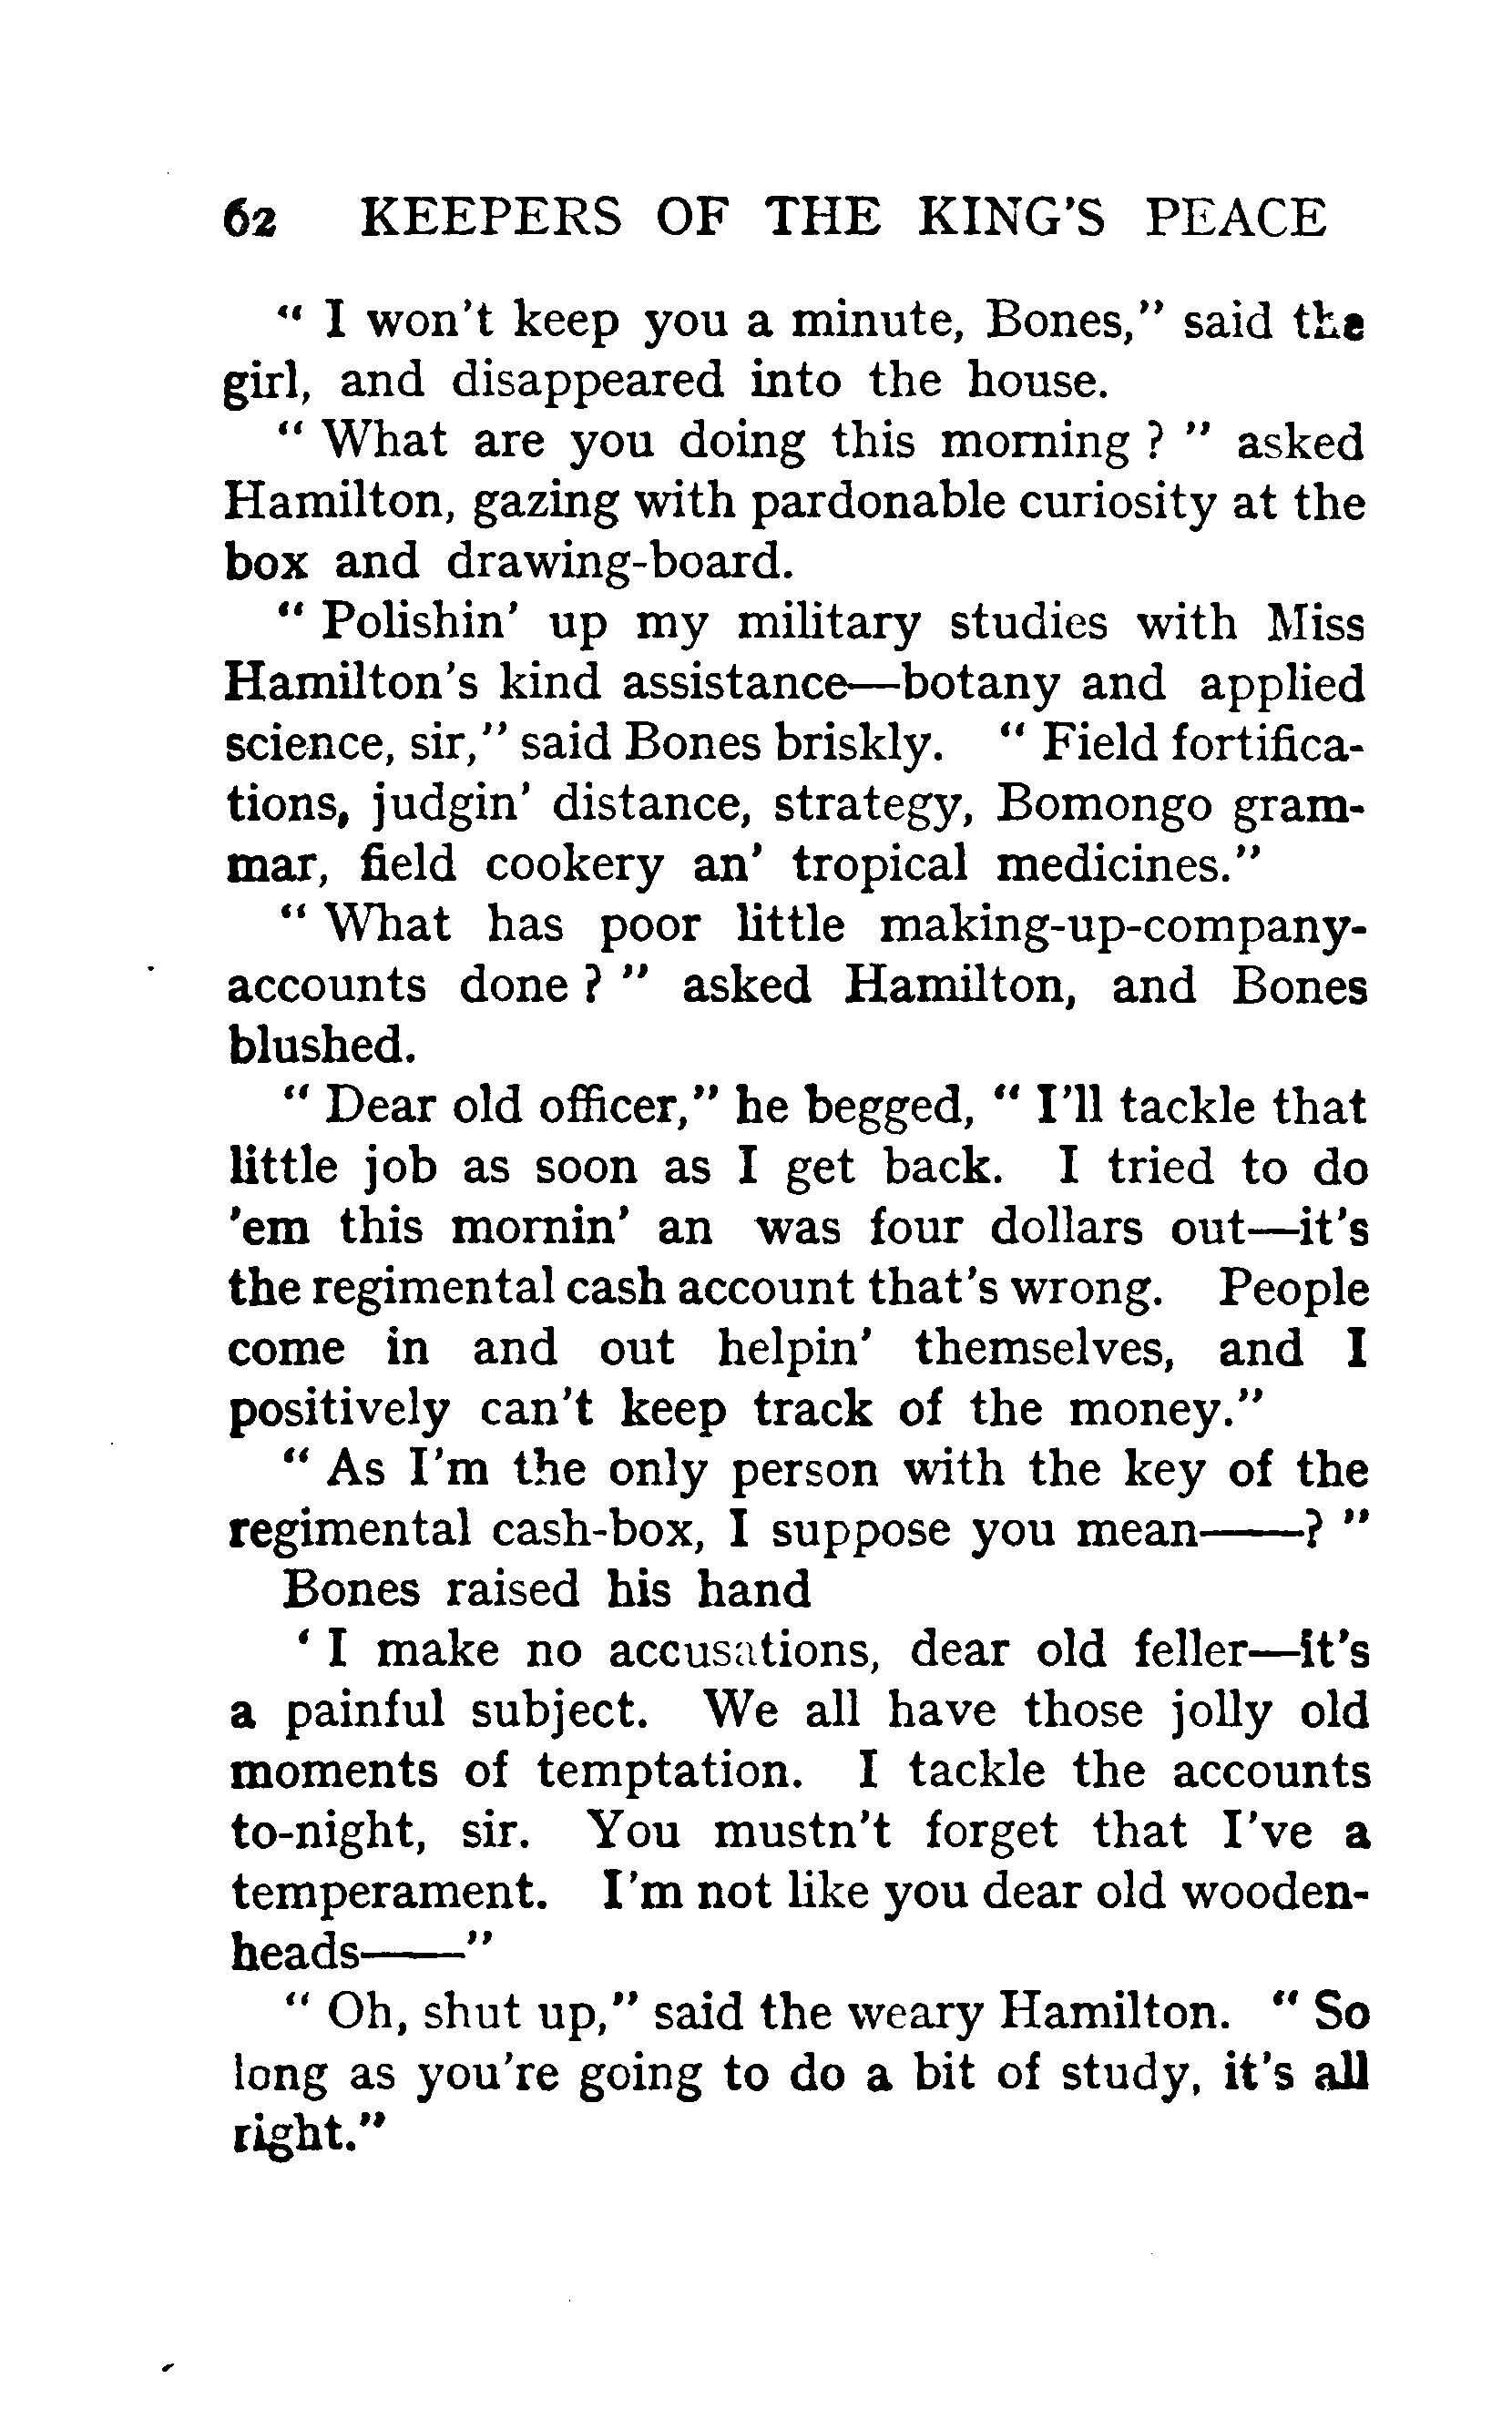 62 KEEPERS OF THE KING'S PEACE
" I won't keep you a minute, Bones," said the
girl, and disappeared into the house.
" What are you doing this morning ? " asked
Hamilton, gazing with pardonable curiosity at the
box and drawing-board.
" Polishin' up my military studies with Miss
Hamilton's kind assistance—botany and applied
science, sir," said Bones briskly. " Field fortifica-
tions, judgin' distance, strategy, Bomongo gram-
mar, field cookery an' tropical medicines."
" What has poor little making-up-company-
accounts done ? " asked Hamilton, and Bones
blushed.
" Dear old officer," he begged, " I'll tackle that
little job as soon as I get back. I tried to do
'em this mornin' an was four dollars out—it's
the regimental cash account that's wrong. People
come in and out helpin' themselves, and I
positively can't keep track of the money."
" As I'm the only person with the key of the
regimental cash-box, I suppose you mean——? "
Bones raised his hand
' I make no accusations, dear old feller—it's
a painful subject. We all have those jolly old
moments of temptation. I tackle the accounts
to-night, sir. You mustn't forget that I've a
temperament. I'm not like you dear old wooden-
heads——"
" Oh, shut up," said the weary Hamilton. " So
long as you're going to do a bit of study, it's all
right."